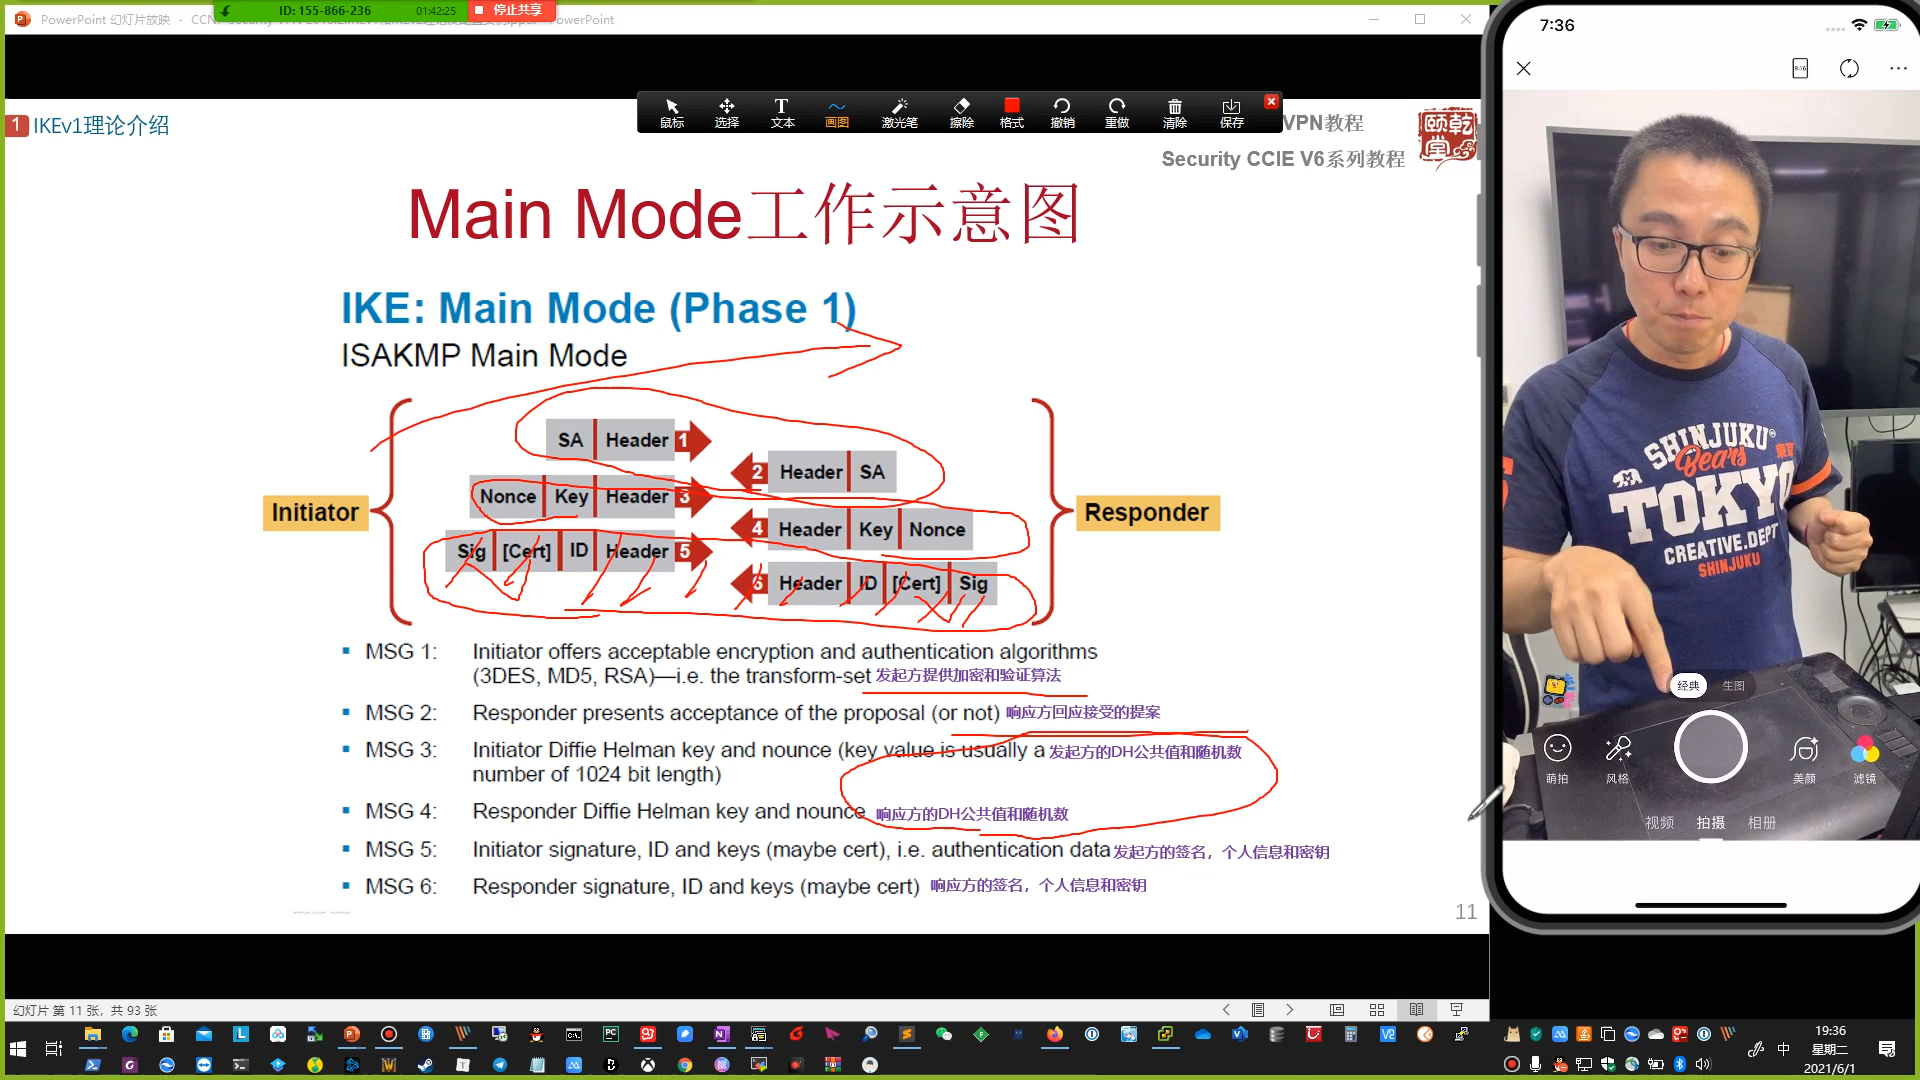 PowerPoint 幻灯片放映 - CCN
ID: 155-866-236
01:42:25
停止共享
PowerPoint
鼠标
选择
T
文本
画图
激光笔
擦除
格式
撤销
重做
清除
保存
1 IKEv1理论介绍
VPN教程
Security CCIE V6系列教程
颐乾堂
Main Mode工作示意图
IKE: Main Mode (Phase 1)
ISAKMP Main Mode
SA Header 1
2 Header SA
Nonce Key Header 3
Initiator
Responder
4 Header Key Nonce
Sig [Cert] ID Header 5
6 Header ID [Cert] Sig
MSG 1: Initiator offers acceptable encryption and authentication algorithms
(3DES, MD5, RSA)—i.e. the transform-set 发起方提供加密和验证算法
MSG 2: Responder presents acceptance of the proposal (or not) 响应方回应接受的提案
MSG 3: Initiator Diffie Helman key and nounce (key value is usually a 发起方的DH公共值和随机数
number of 1024 bit length)
MSG 4: Responder Diffie Helman key and nounce 响应方的DH公共值和随机数
MSG 5: Initiator signature, ID and keys (maybe cert), i.e. authentication data 发起方的签名，个人信息和密钥
MSG 6: Responder signature, ID and keys (maybe cert) 响应方的签名，个人信息和密钥
11
幻灯片 第 11 张，共 93 张
7:36
9:16
SHINJUKU
Bears
東京
TOKYO
CREATIVE.DEPT
SHINJUKU
经典
生图
萌拍
风格
美颜
滤镜
视频
拍摄
相册
中
19:36
星期二
2021/6/1